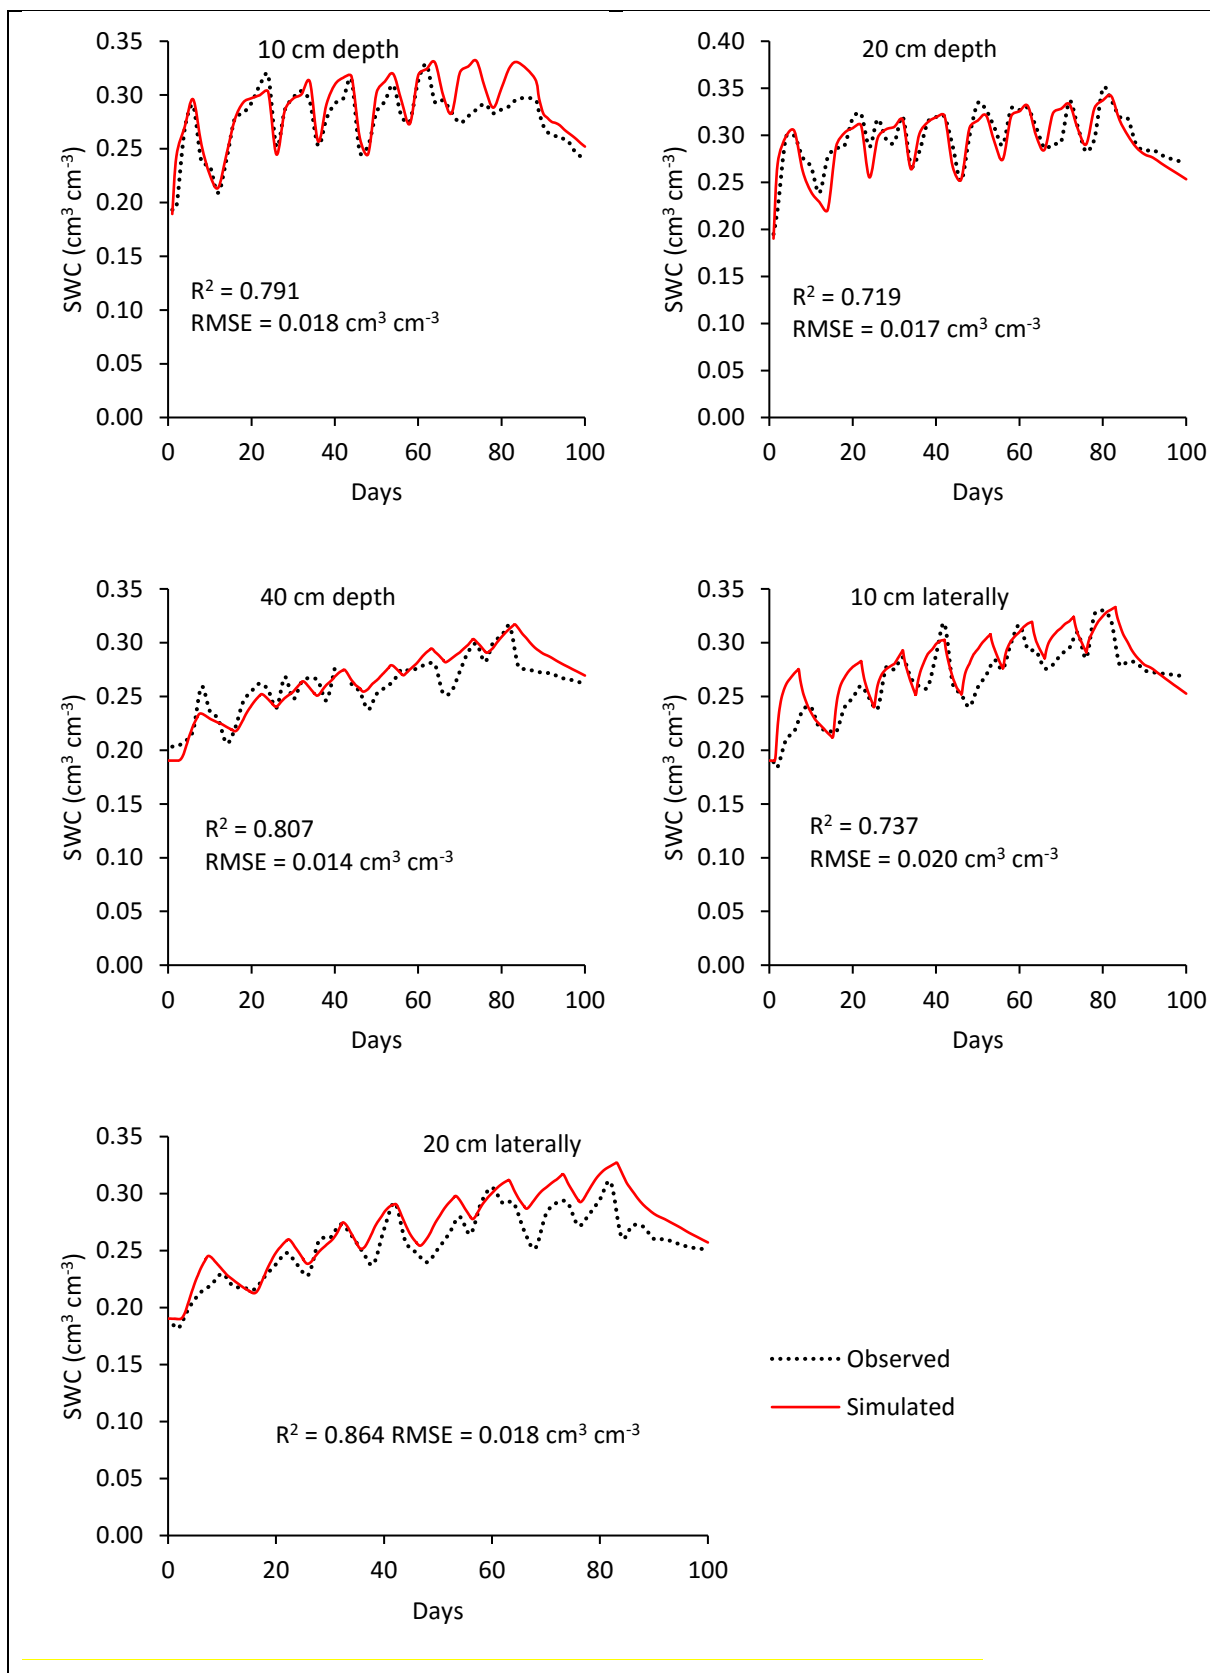 10 cm depth
SWC (cm³ cm⁻³)
0.35
0.30
0.25
0.20
0.15
0.10
0.05
0.00
R² = 0.791
RMSE = 0.018 cm³ cm⁻³
0 20 40 60 80 100
Days
20 cm depth
SWC (cm³ cm⁻³)
0.40
0.35
0.30
0.25
0.20
0.15
0.10
0.05
0.00
R² = 0.719
RMSE = 0.017 cm³ cm⁻³
0 20 40 60 80 100
Days
40 cm depth
SWC (cm³ cm⁻³)
0.35
0.30
0.25
0.20
0.15
0.10
0.05
0.00
R² = 0.807
RMSE = 0.014 cm³ cm⁻³
0 20 40 60 80 100
Days
10 cm laterally
SWC (cm³ cm⁻³)
0.35
0.30
0.25
0.20
0.15
0.10
0.05
0.00
R² = 0.737
RMSE = 0.020 cm³ cm⁻³
0 20 40 60 80 100
Days
20 cm laterally
SWC (cm³ cm⁻³)
0.35
0.30
0.25
0.20
0.15
0.10
0.05
0.00
R² = 0.864 RMSE = 0.018 cm³ cm⁻³
0 20 40 60 80 100
Days
Observed
Simulated